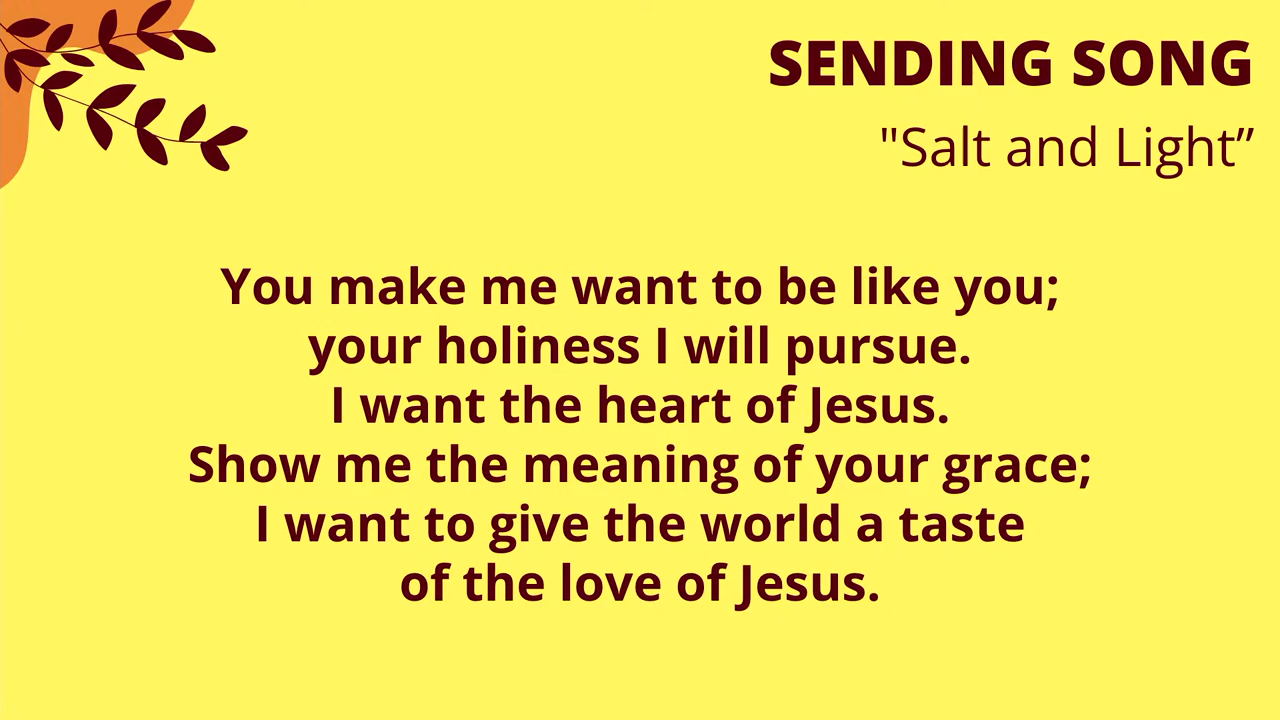 SENDING SONG
"Salt and Light”
You make me want to be like you;
your holiness I will pursue.
I want the heart of Jesus.
Show me the meaning of your grace;
I want to give the world a taste
of the love of Jesus.